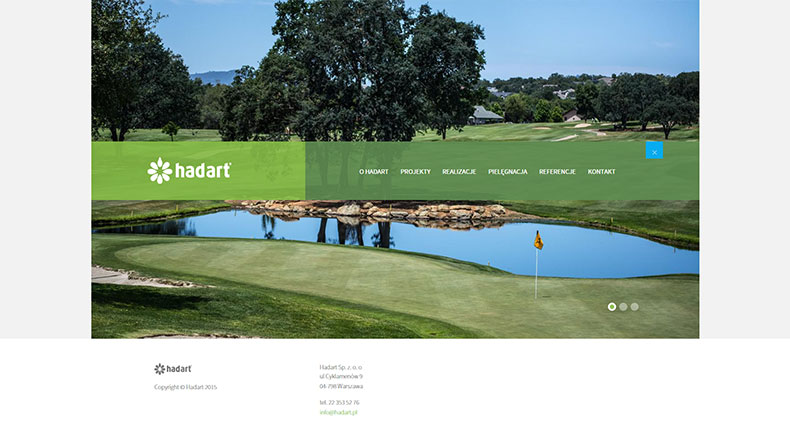 hadart
O HADART PROJEKTY REALIZACJE PIELĘGNACJA REFERENCJE KONTAKT
hadart
Copyright © Hadart 2015
Hadart Sp. z. o. o
ul Cyklamenów 9
04-798 Warszawa
tel. 22 353 52 76
info@hadart.pl